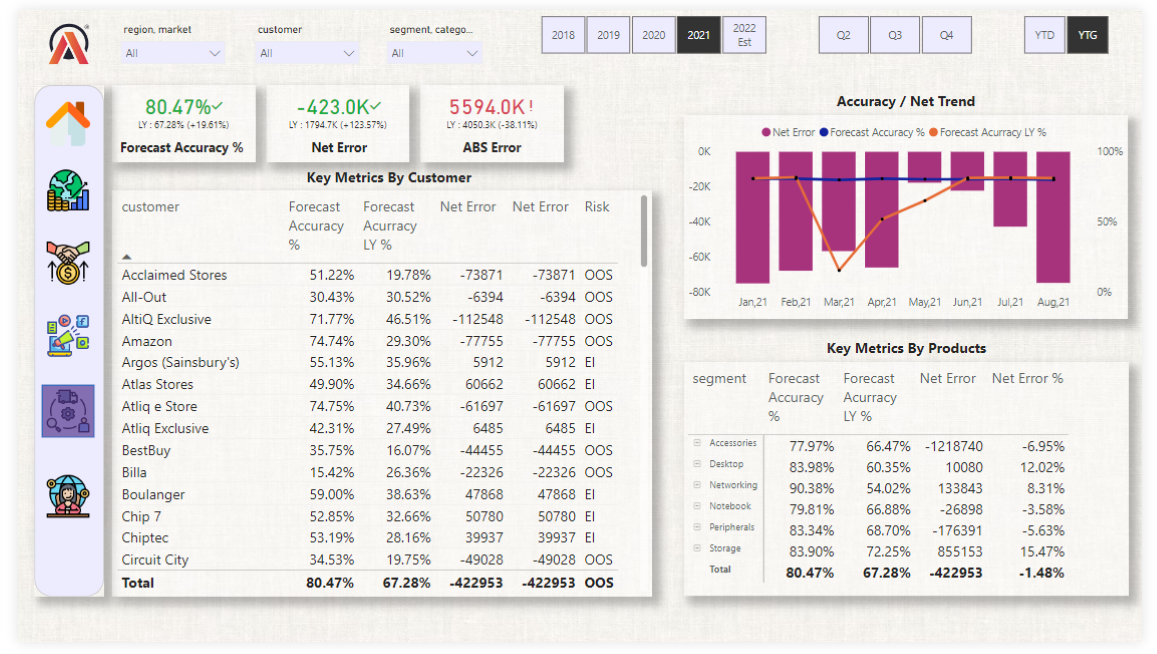 region, market
customer
segment, catego...
All
All
All
2018
2019
2020
2021
2022
Est
Q2
Q3
Q4
YTD
YTG
80.47%
LY : 67.28% (+19.61%)
Forecast Accuracy %
-423.0K
LY : 1794.7K (+123.57%)
Net Error
5594.0K!
LY : 4050.3K (-38.11%)
ABS Error
Key Metrics By Customer
customer Forecast Accuracy % Forecast Acurracy LY % Net Error Net Error Risk
Acclaimed Stores 51.22% 19.78% -73871 -73871 OOS
All-Out 30.43% 30.52% -6394 -6394 OOS
AltiQ Exclusive 71.77% 46.51% -112548 -112548 OOS
Amazon 74.74% 29.30% -77755 -77755 OOS
Argos (Sainsbury's) 55.13% 35.96% 5912 5912 EI
Atlas Stores 49.90% 34.66% 60662 60662 EI
Atliq e Store 74.75% 40.73% -61697 -61697 OOS
Atliq Exclusive 42.31% 27.49% 6485 6485 EI
BestBuy 35.75% 16.07% -44455 -44455 OOS
Billa 15.42% 26.36% -22326 -22326 OOS
Boulanger 59.00% 38.63% 47868 47868 EI
Chip 7 52.85% 32.66% 50780 50780 EI
Chiptec 53.19% 28.16% 39937 39937 EI
Circuit City 34.53% 19.75% -49028 -49028 OOS
Total 80.47% 67.28% -422953 -422953 OOS
Accuracy / Net Trend
Net Error Forecast Accuracy % Forecast Acurracy LY %
0K
-20K
-40K
-60K
-80K
100%
50%
0%
Jan,21 Feb,21 Mar,21 Apr,21 May,21 Jun,21 Jul,21 Aug,21
Key Metrics By Products
segment Forecast Accuracy % Forecast Acurracy LY % Net Error Net Error %
Accessories 77.97% 66.47% -1218740 -6.95%
Desktop 83.98% 60.35% 10080 12.02%
Networking 90.38% 54.02% 133843 8.31%
Notebook 79.81% 66.88% -26898 -3.58%
Peripherals 83.34% 68.70% -176391 -5.63%
Storage 83.90% 72.25% 855153 15.47%
Total 80.47% 67.28% -422953 -1.48%